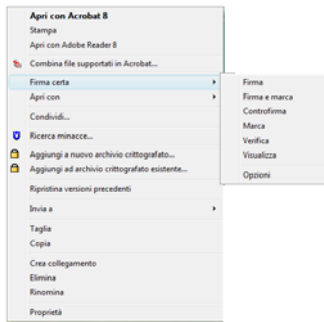 Apri con Acrobat 8
Stampa
Apri con Adobe Reader 8
Combina file supportati in Acrobat...
Firma certa
Apri con
Condividi...
Ricerca minacce...
Aggiungi a nuovo archivio crittografato...
Aggiungi ad archivio crittografato esistente...
Ripristina versioni precedenti
Invia a
Taglia
Copia
Crea collegamento
Elimina
Rinomina
Proprietà
Firma
Firma e marca
Controfirma
Marca
Verifica
Visualizza
Opzioni